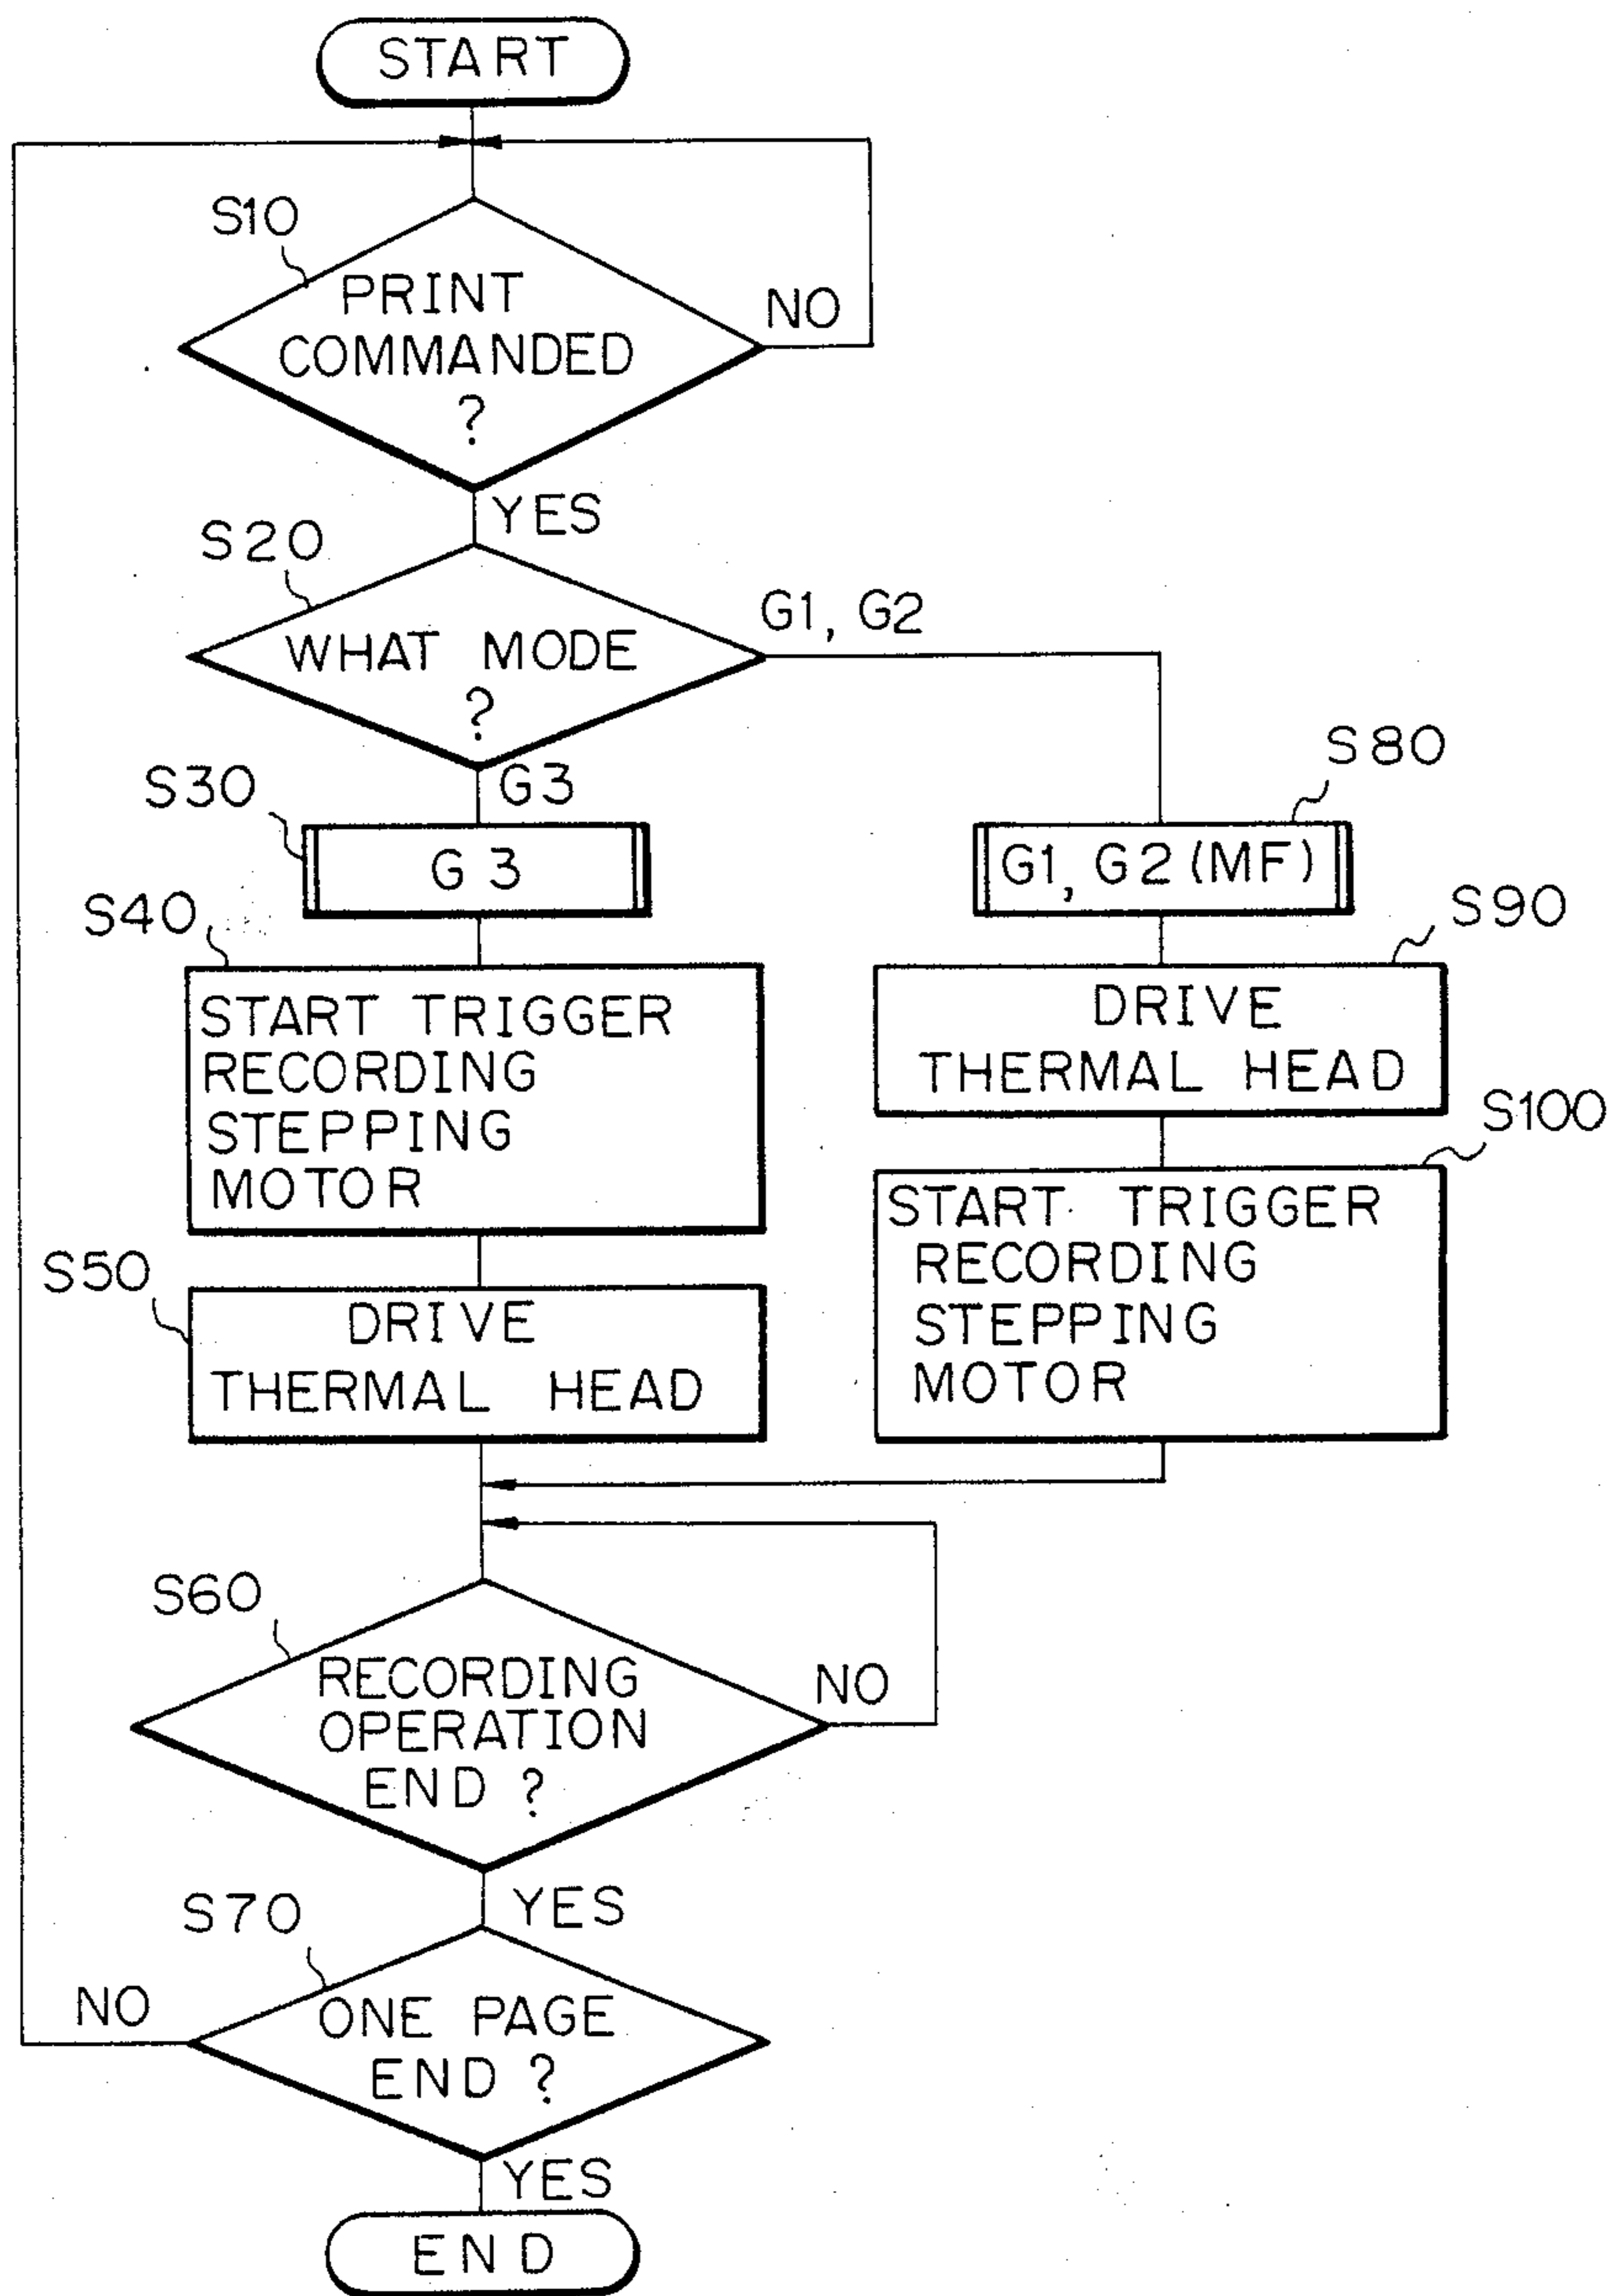 START
S10
PRINT
COMMANDED
?
NO
YES
S20
WHAT MODE
?
G1, G2
G3
S30
G3
S80
G1, G2 (MF)
S40
START TRIGGER
RECORDING
STEPPING
MOTOR
S90
DRIVE
THERMAL HEAD
S50
DRIVE
THERMAL HEAD
S100
START TRIGGER
RECORDING
STEPPING
MOTOR
S60
RECORDING
OPERATION
END ?
NO
YES
S70
ONE PAGE
END ?
NO
YES
END